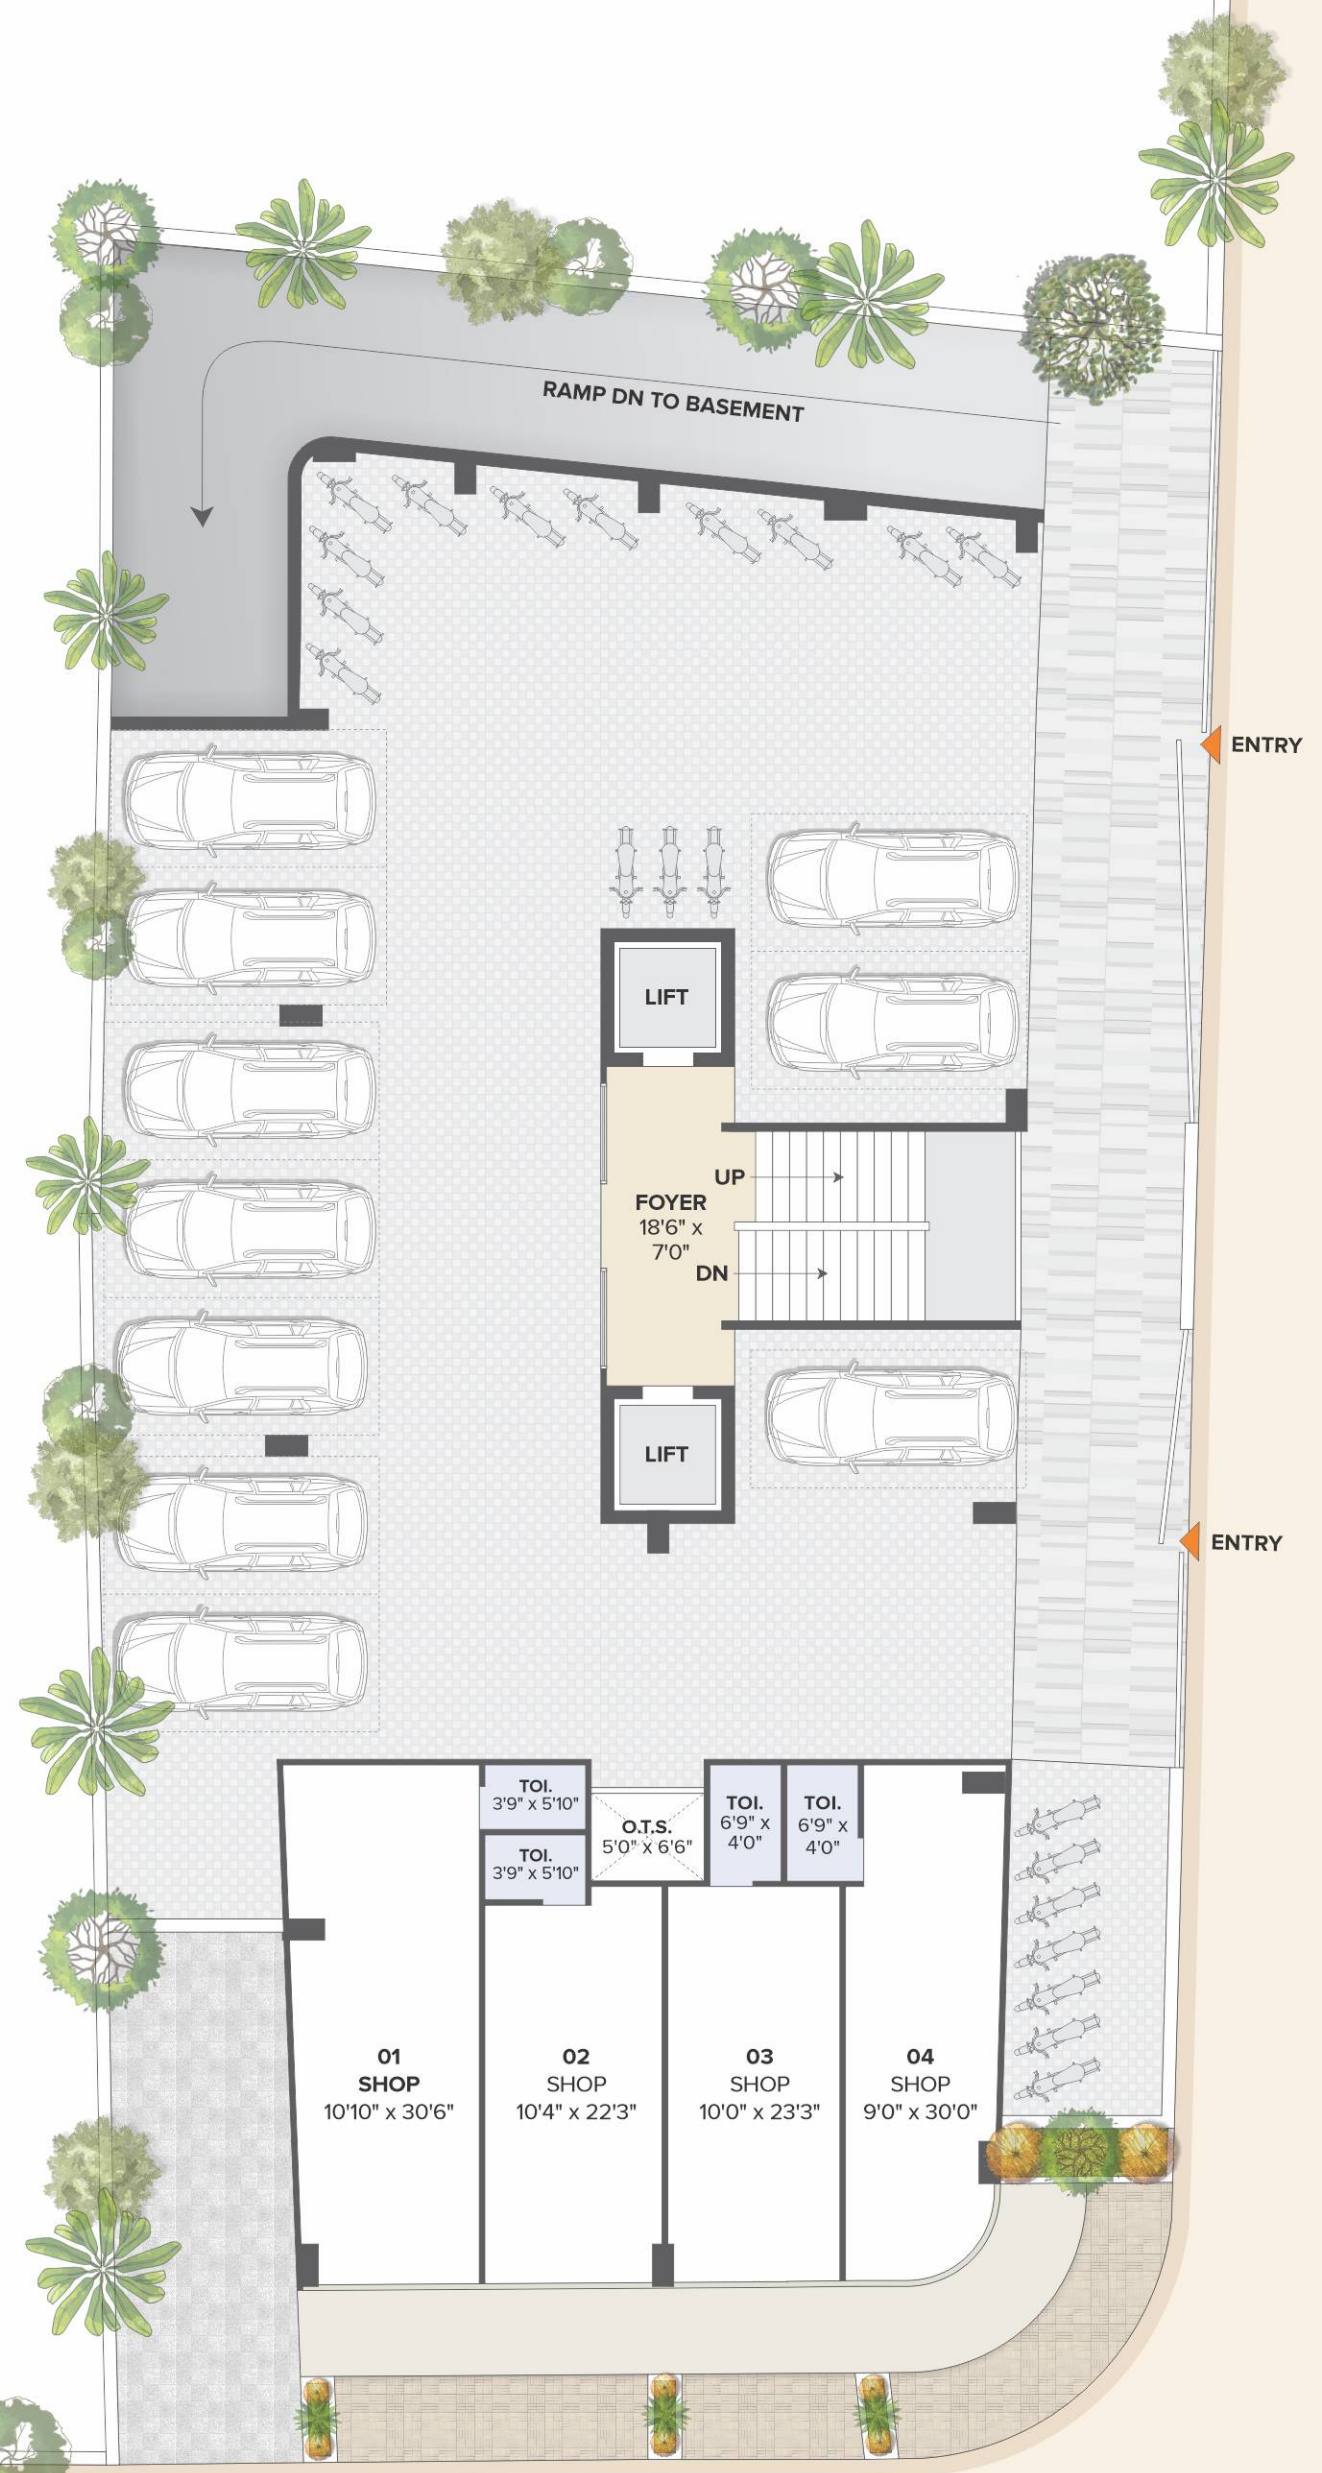 RAMP DN TO BASEMENT
ENTRY
LIFT
UP
FOYER
18'6" x
7'0"
DN
LIFT
ENTRY
TOI.
3'9" x 5'10"
TOI.
3'9" x 5'10"
O.T.S.
5'0" x 6'6"
TOI.
6'9" x
4'0"
TOI.
6'9" x
4'0"
01
SHOP
10'10" x 30'6"
02
SHOP
10'4" x 22'3"
03
SHOP
10'0" x 23'3"
04
SHOP
9'0" x 30'0"